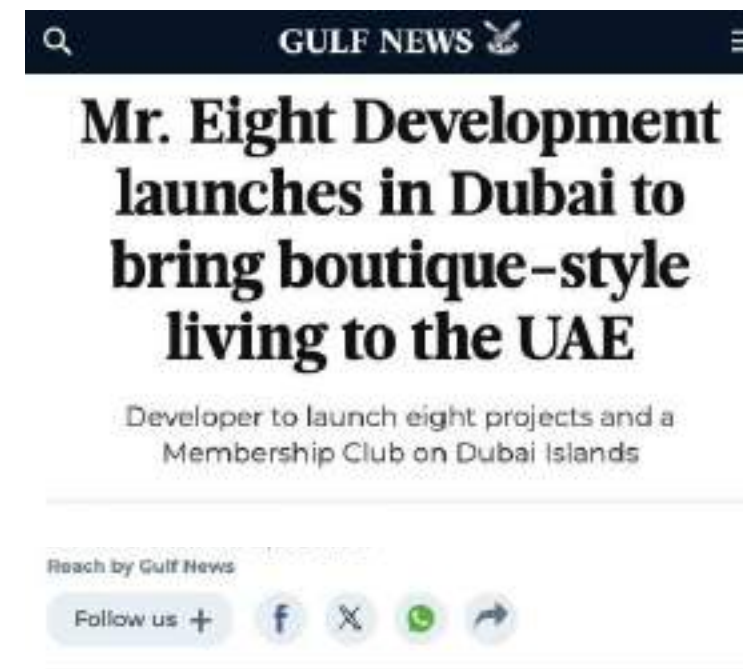 GULF NEWS
Mr. Eight Development
launches in Dubai to
bring boutique-style
living to the UAE
Developer to launch eight projects and a
Membership Club on Dubai Islands
Reach by Gulf News
Follow us +